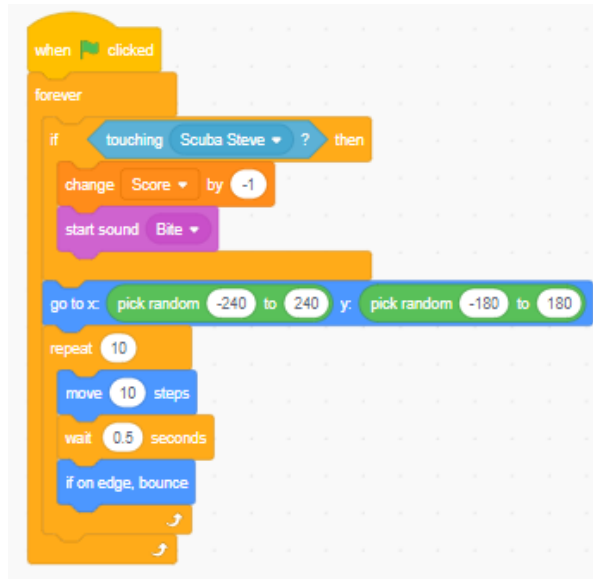 when clicked
forever
if touching Scuba Steve ? then
change Score by -1
start sound Bite
go to x: pick random -240 to 240 y: pick random -180 to 180
repeat 10
move 10 steps
wait 0.5 seconds
if on edge, bounce